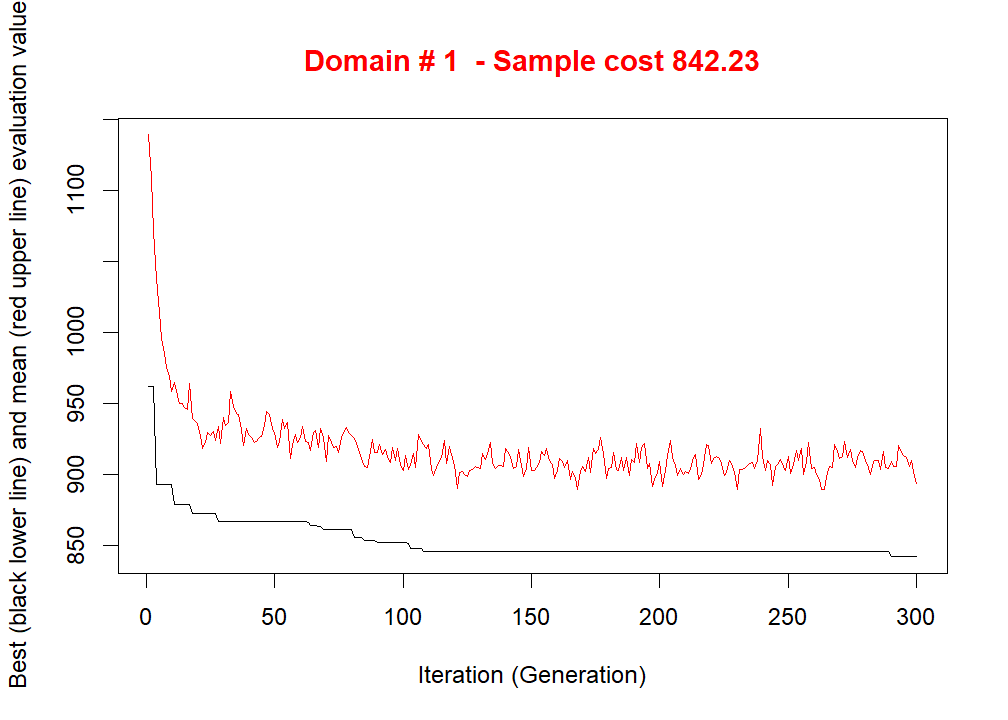 Domain # 1  - Sample cost 842.23
Best (black lower line) and mean (red upper line) evaluation value
1100
1000
950
900
850
0 50 100 150 200 250 300
Iteration (Generation)